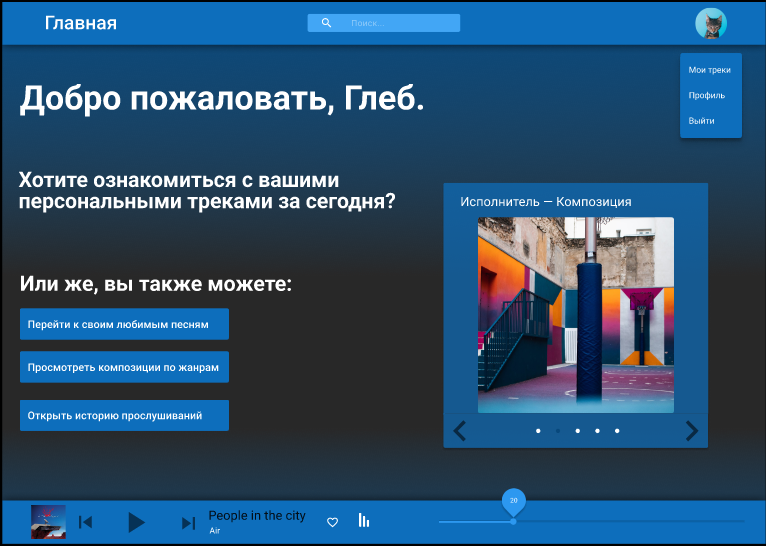 Главная
Поиск...
Мои треки
Профиль
Выйти
Добро пожаловать, Глеб.
Хотите ознакомиться с вашими
персональными треками за сегодня?
Исполнитель — Композиция
Или же, вы также можете:
Перейти к своим любимым песням
Просмотреть композиции по жанрам
Открыть историю прослушиваний
People in the city
Air
20